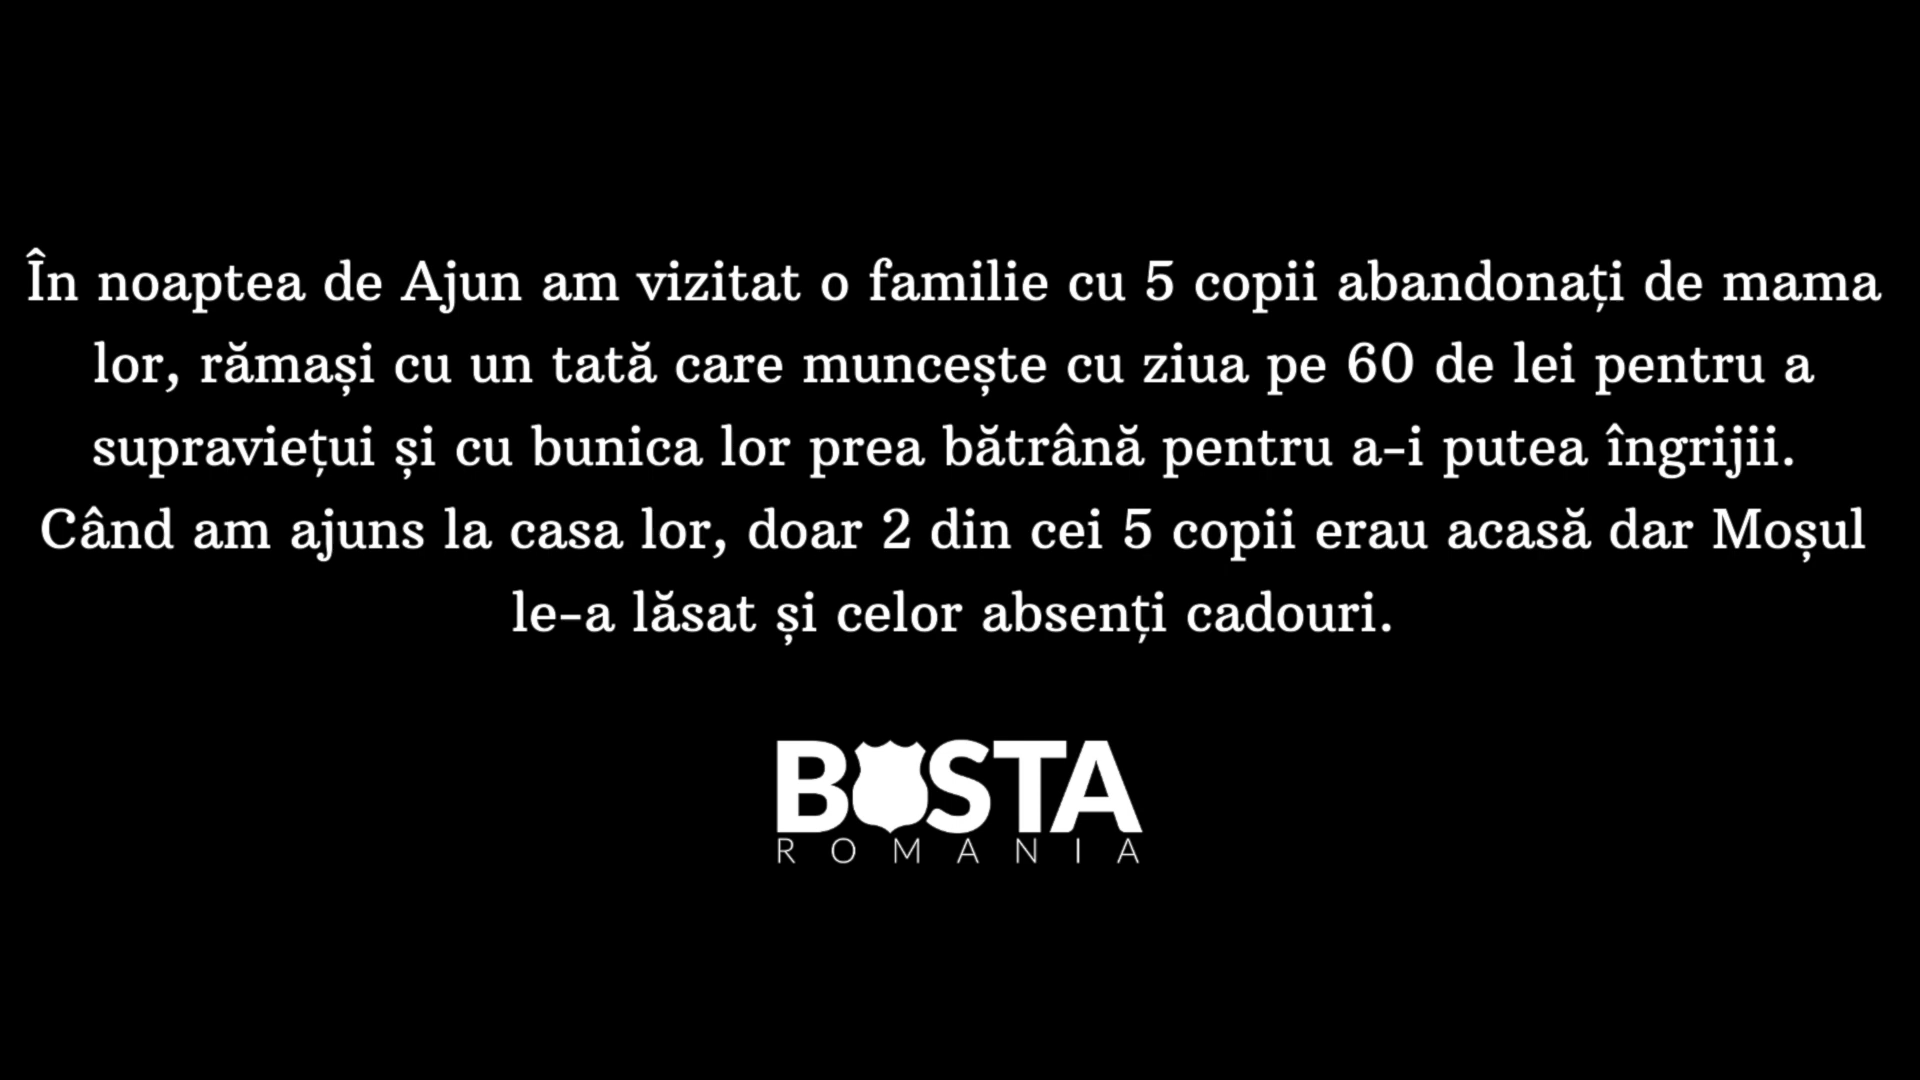 În noaptea de Ajun am vizitat o familie cu 5 copii abandonați de mama
lor, rămași cu un tată care muncește cu ziua pe 60 de lei pentru a
supraviețui și cu bunica lor prea bătrână pentru a-i putea îngrijii.
Când am ajuns la casa lor, doar 2 din cei 5 copii erau acasă dar Moșul
le-a lăsat și celor absenți cadouri.
BOSTA
ROMANIA